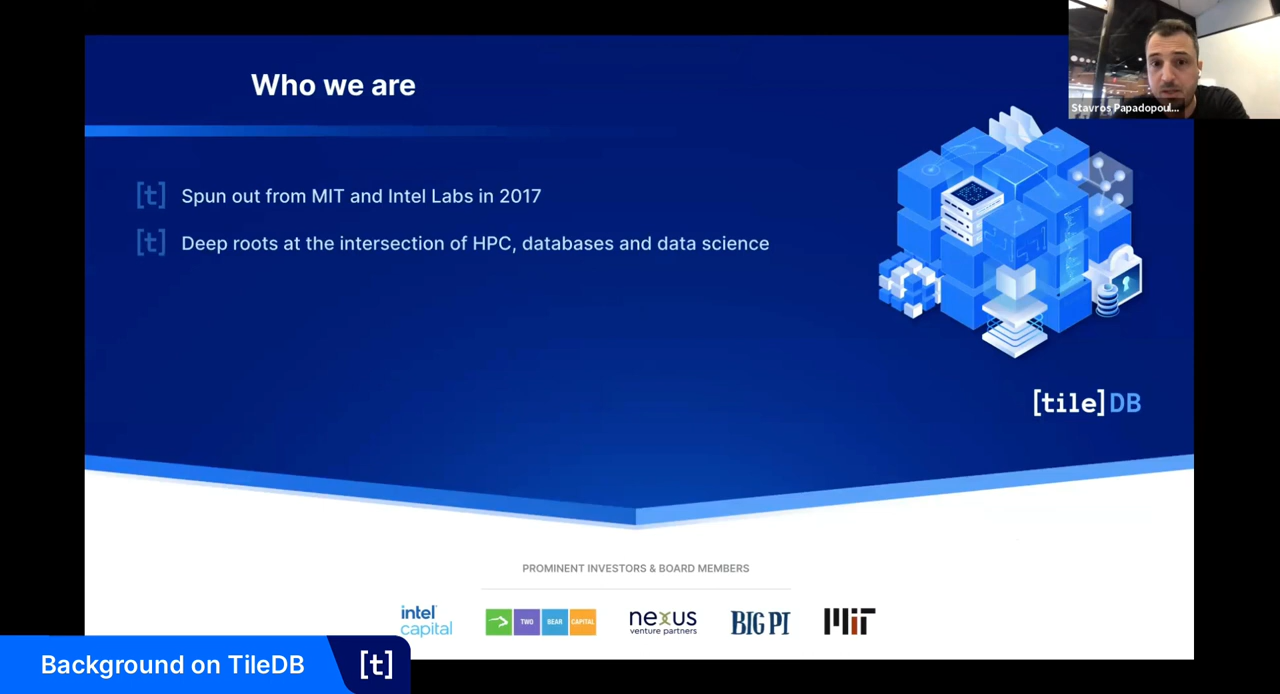 Who we are
Stavros Papadopoul...
[t] Spun out from MIT and Intel Labs in 2017
[t] Deep roots at the intersection of HPC, databases and data science
[tile]DB
PROMINENT INVESTORS & BOARD MEMBERS
intel capital
TWO BEAR CAPITAL
nexus venture partners
BIG PI
MIT
Background on TileDB [t]